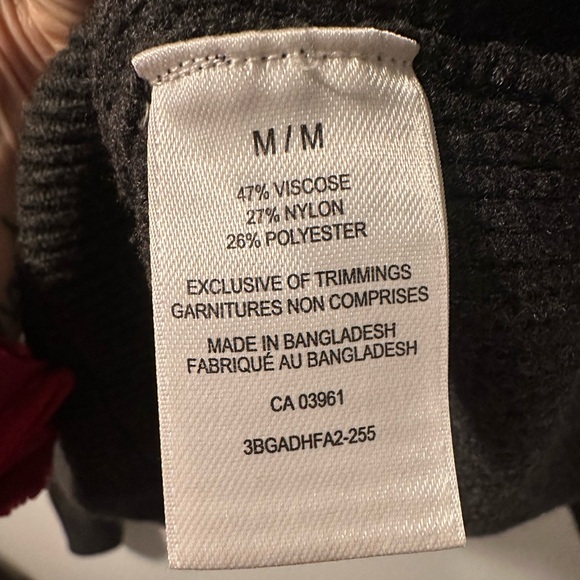 M / M
47% VISCOSE
27% NYLON
26% POLYESTER
EXCLUSIVE OF TRIMMINGS
GARNITURES NON COMPRISES
MADE IN BANGLADESH
FABRIQUÉ AU BANGLADESH
CA 03961
3BGADHFA2-255